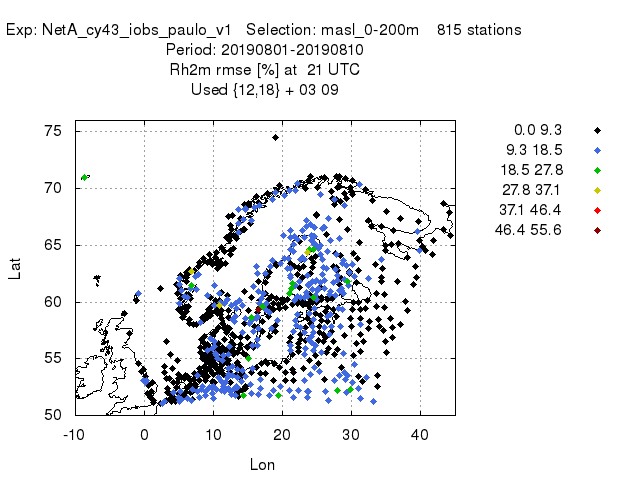 Exp: NetA_cy43_iobs_paulo_v1 Selection: masl_0-200m 815 stations
Period: 20190801-20190810
Rh2m rmse [%] at 21 UTC
Used {12,18} + 03 09
75
70
65
60
55
50
Lat
-10 0 10 20 30 40
Lon
0.0 9.3
9.3 18.5
18.5 27.8
27.8 37.1
37.1 46.4
46.4 55.6